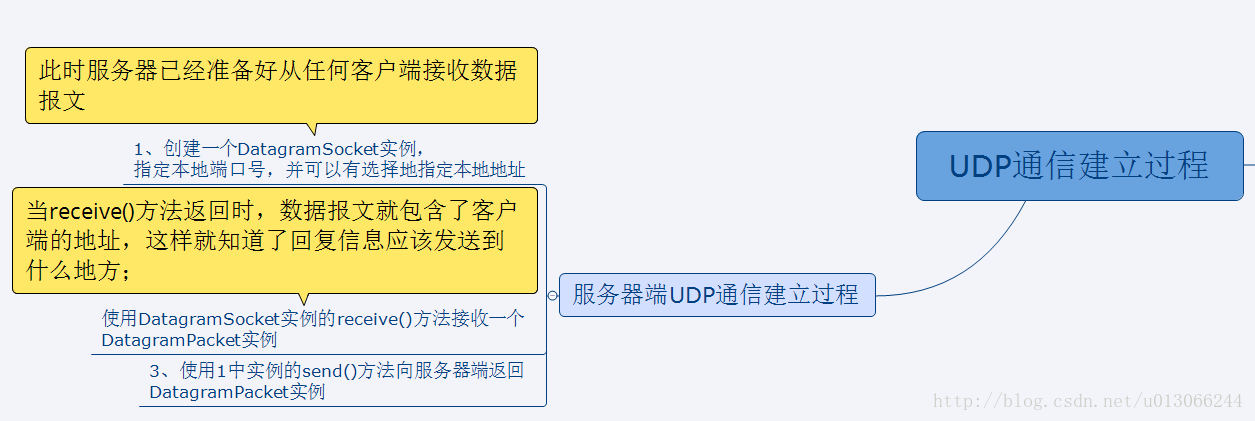 此时服务器已经准备好从任何客户端接收数据
报文
1、创建一个DatagramSocket实例，
指定本地端口号，并可以有选择地指定本地地址
当receive()方法返回时，数据报文就包含了客户
端的地址，这样就知道了回复信息应该发送到
什么地方；
使用DatagramSocket实例的receive()方法接收一个
DatagramPacket实例
3、使用1中实例的send()方法向服务器端返回
DatagramPacket实例
服务器端UDP通信建立过程
UDP通信建立过程
http://blog.csdn.net/u013066244